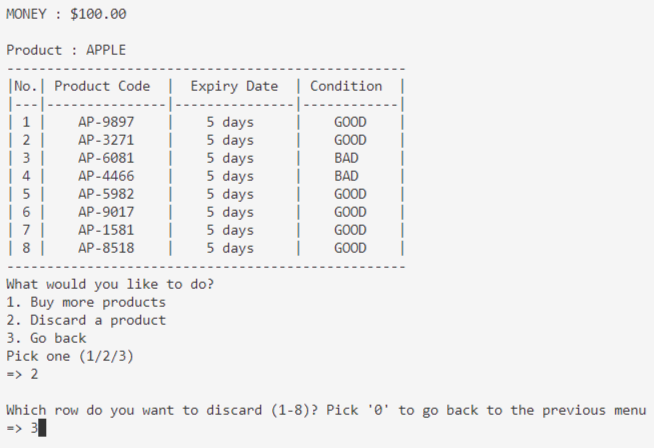 MONEY : $100.00
Product : APPLE
--------------------------------------------------
|No.| Product Code  |  Expiry Date  | Condition  |
|---|---------------|---------------|------------|
| 1 |    AP-9897    |    5 days     |    GOOD    |
| 2 |    AP-3271    |    5 days     |    GOOD    |
| 3 |    AP-6081    |    5 days     |    BAD     |
| 4 |    AP-4466    |    5 days     |    BAD     |
| 5 |    AP-5982    |    5 days     |    GOOD    |
| 6 |    AP-9017    |    5 days     |    GOOD    |
| 7 |    AP-1581    |    5 days     |    GOOD    |
| 8 |    AP-8518    |    5 days     |    GOOD    |
--------------------------------------------------
What would you like to do?
1. Buy more products
2. Discard a product
3. Go back
Pick one (1/2/3)
=> 2
Which row do you want to discard (1-8)? Pick '0' to go back to the previous menu
=> 3